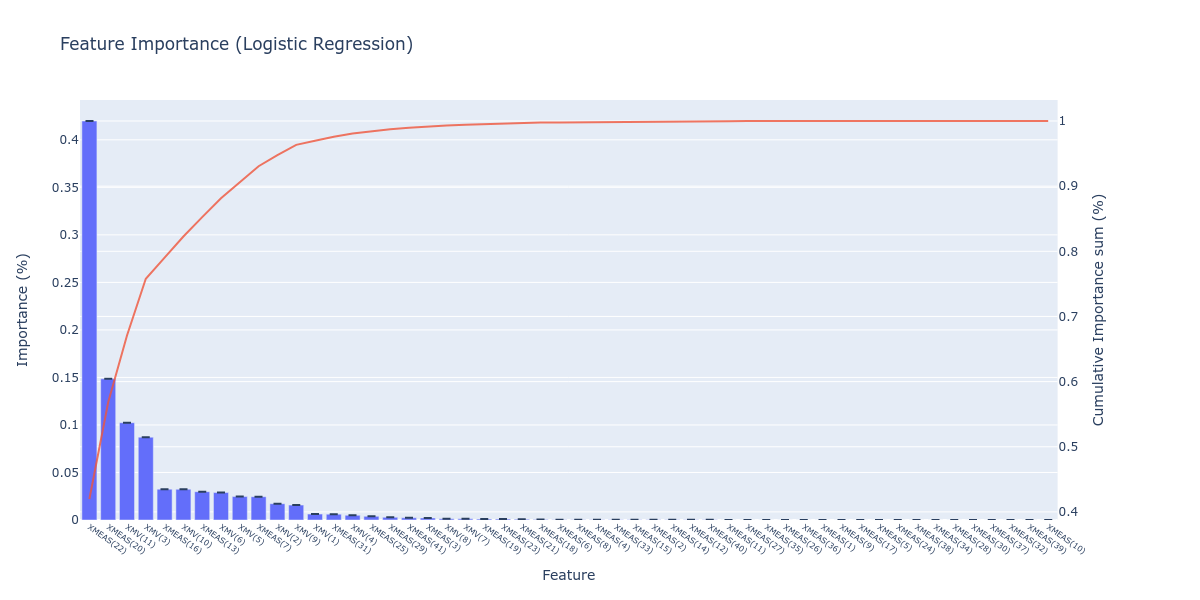 Feature Importance (Logistic Regression)
0.4
0.35
0.3
0.25
0.2
0.15
0.1
0.05
0
Importance (%)
1
0.9
0.8
0.7
0.6
0.5
0.4
Cumulative Importance sum (%)
XMEAS(22)
XMEAS(20)
XMV(11)
XMV(3)
XMEAS(16)
XMV(10)
XMEAS(13)
XMV(6)
XMV(5)
XMEAS(7)
XMV(2)
XMV(9)
XMV(1)
XMEAS(31)
XMV(4)
XMEAS(25)
XMEAS(29)
XMEAS(41)
XMEAS(3)
XMV(8)
XMV(7)
XMEAS(19)
XMEAS(23)
XMEAS(21)
XMEAS(18)
XMEAS(6)
XMEAS(8)
XMEAS(4)
XMEAS(33)
XMEAS(15)
XMEAS(2)
XMEAS(14)
XMEAS(12)
XMEAS(40)
XMEAS(11)
XMEAS(27)
XMEAS(35)
XMEAS(26)
XMEAS(36)
XMEAS(1)
XMEAS(9)
XMEAS(17)
XMEAS(5)
XMEAS(24)
XMEAS(38)
XMEAS(34)
XMEAS(28)
XMEAS(30)
XMEAS(37)
XMEAS(32)
XMEAS(39)
XMEAS(10)
Feature